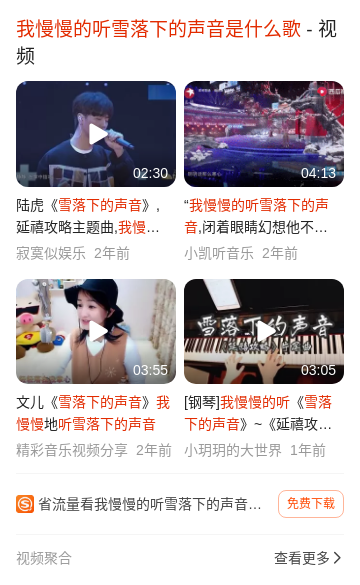 我慢慢的听雪落下的声音是什么歌 - 视
频
02:30
04:13
陆虎《雪落下的声音》,
延禧攻略主题曲,我慢…
寂寞似娱乐 2年前
“我慢慢的听雪落下的声
音,闭着眼睛幻想他不…
小凯听音乐 2年前
03:55
雪落下的声音
03:05
文儿《雪落下的声音》我
慢慢地听雪落下的声音
精彩音乐视频分享 2年前
[钢琴]我慢慢的听《雪落
下的声音》~《延禧攻…
小玥玥的大世界 1年前
省流量看我慢慢的听雪落下的声音…
免费下载
视频聚合
查看更多